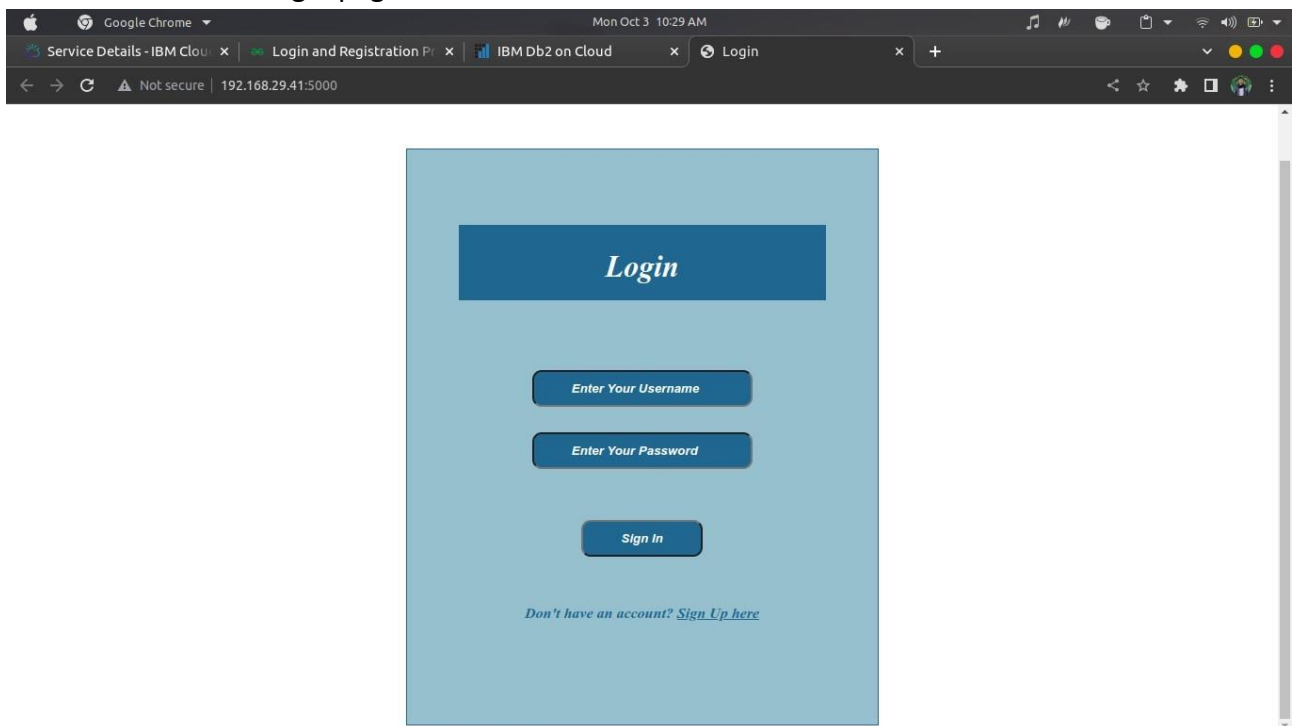 Google Chrome
Mon Oct 3 10:29 AM
Service Details - IBM Clou
Login and Registration Pr
IBM Db2 on Cloud
Login
Not secure | 192.168.29.41:5000
Login
Enter Your Username
Enter Your Password
Sign In
Don't have an account? Sign Up here